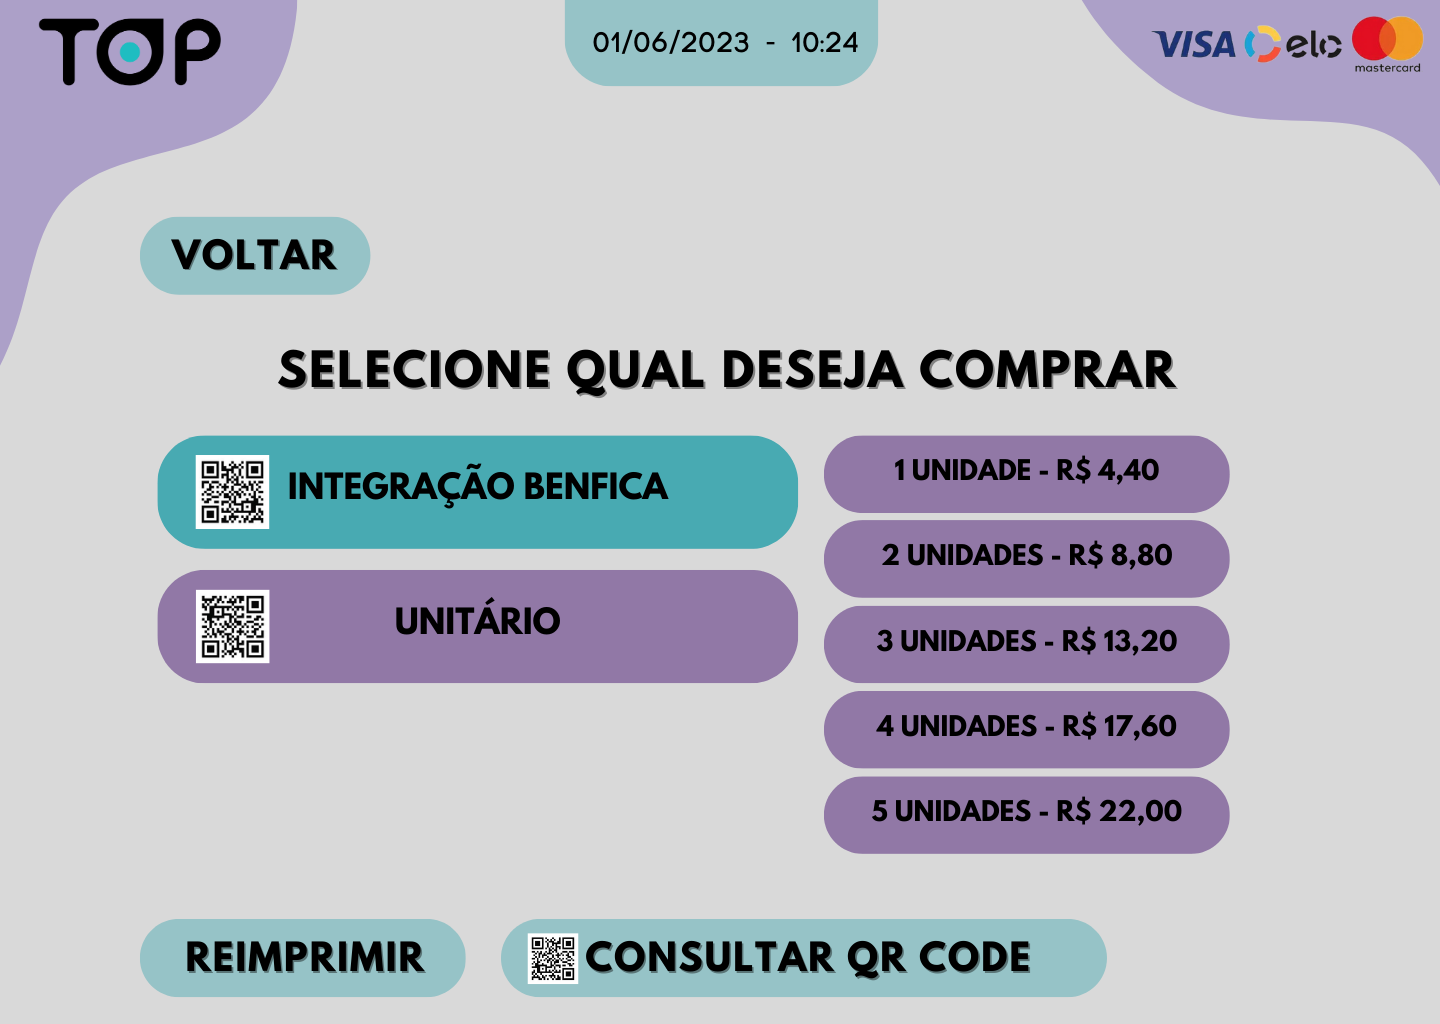 TOP
01/06/2023 - 10:24
VISA elo mastercard
VOLTAR
SELECIONE QUAL DESEJA COMPRAR
INTEGRAÇÃO BENFICA
UNITÁRIO
1 UNIDADE - R$ 4,40
2 UNIDADES - R$ 8,80
3 UNIDADES - R$ 13,20
4 UNIDADES - R$ 17,60
5 UNIDADES - R$ 22,00
REIMPRIMIR
CONSULTAR QR CODE